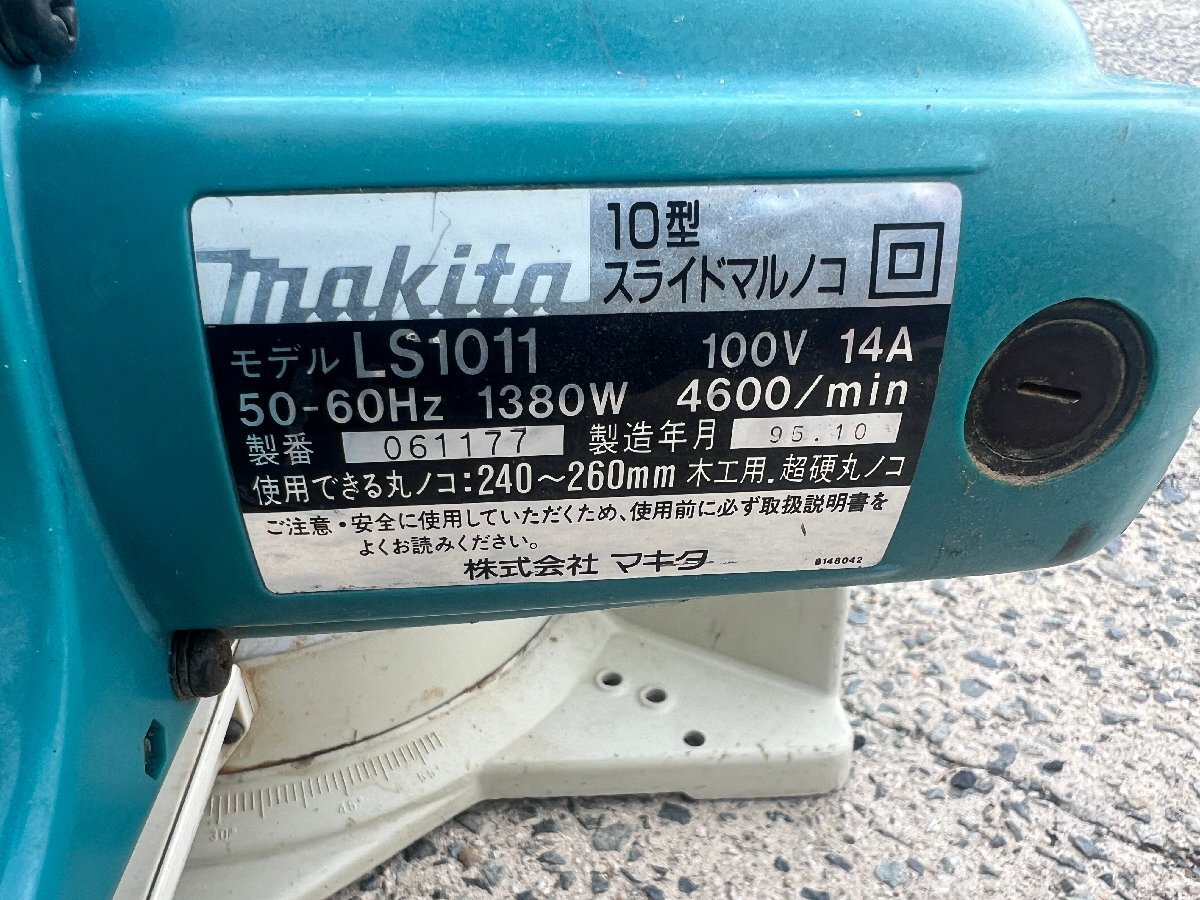 makita
10型
スライドマルノコ
モデル LS1011 100V 14A
50-60Hz 1380W 4600/min
製番 061177 製造年月 95.10
使用できる丸ノコ:240〜260mm 木工用.超硬丸ノコ
ご注意・安全に使用していただくため、使用前に必ず取扱説明書を
よくお読みください。
株式会社 マキタ 8148042
30° 45°